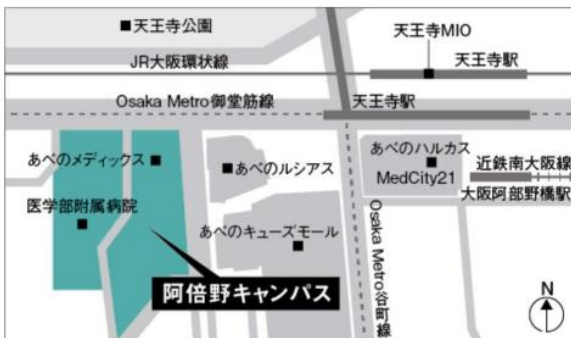 天王寺公園
天王寺MIO
JR大阪環状線
天王寺駅
Osaka Metro御堂筋線
天王寺駅
あべのメディックス
あべのルシアス
あべのハルカス
MedCity21
近鉄南大阪線
大阪阿部野橋駅
医学部附属病院
あべのキューズモール
阿倍野キャンパス
Osaka Metro谷町線
N